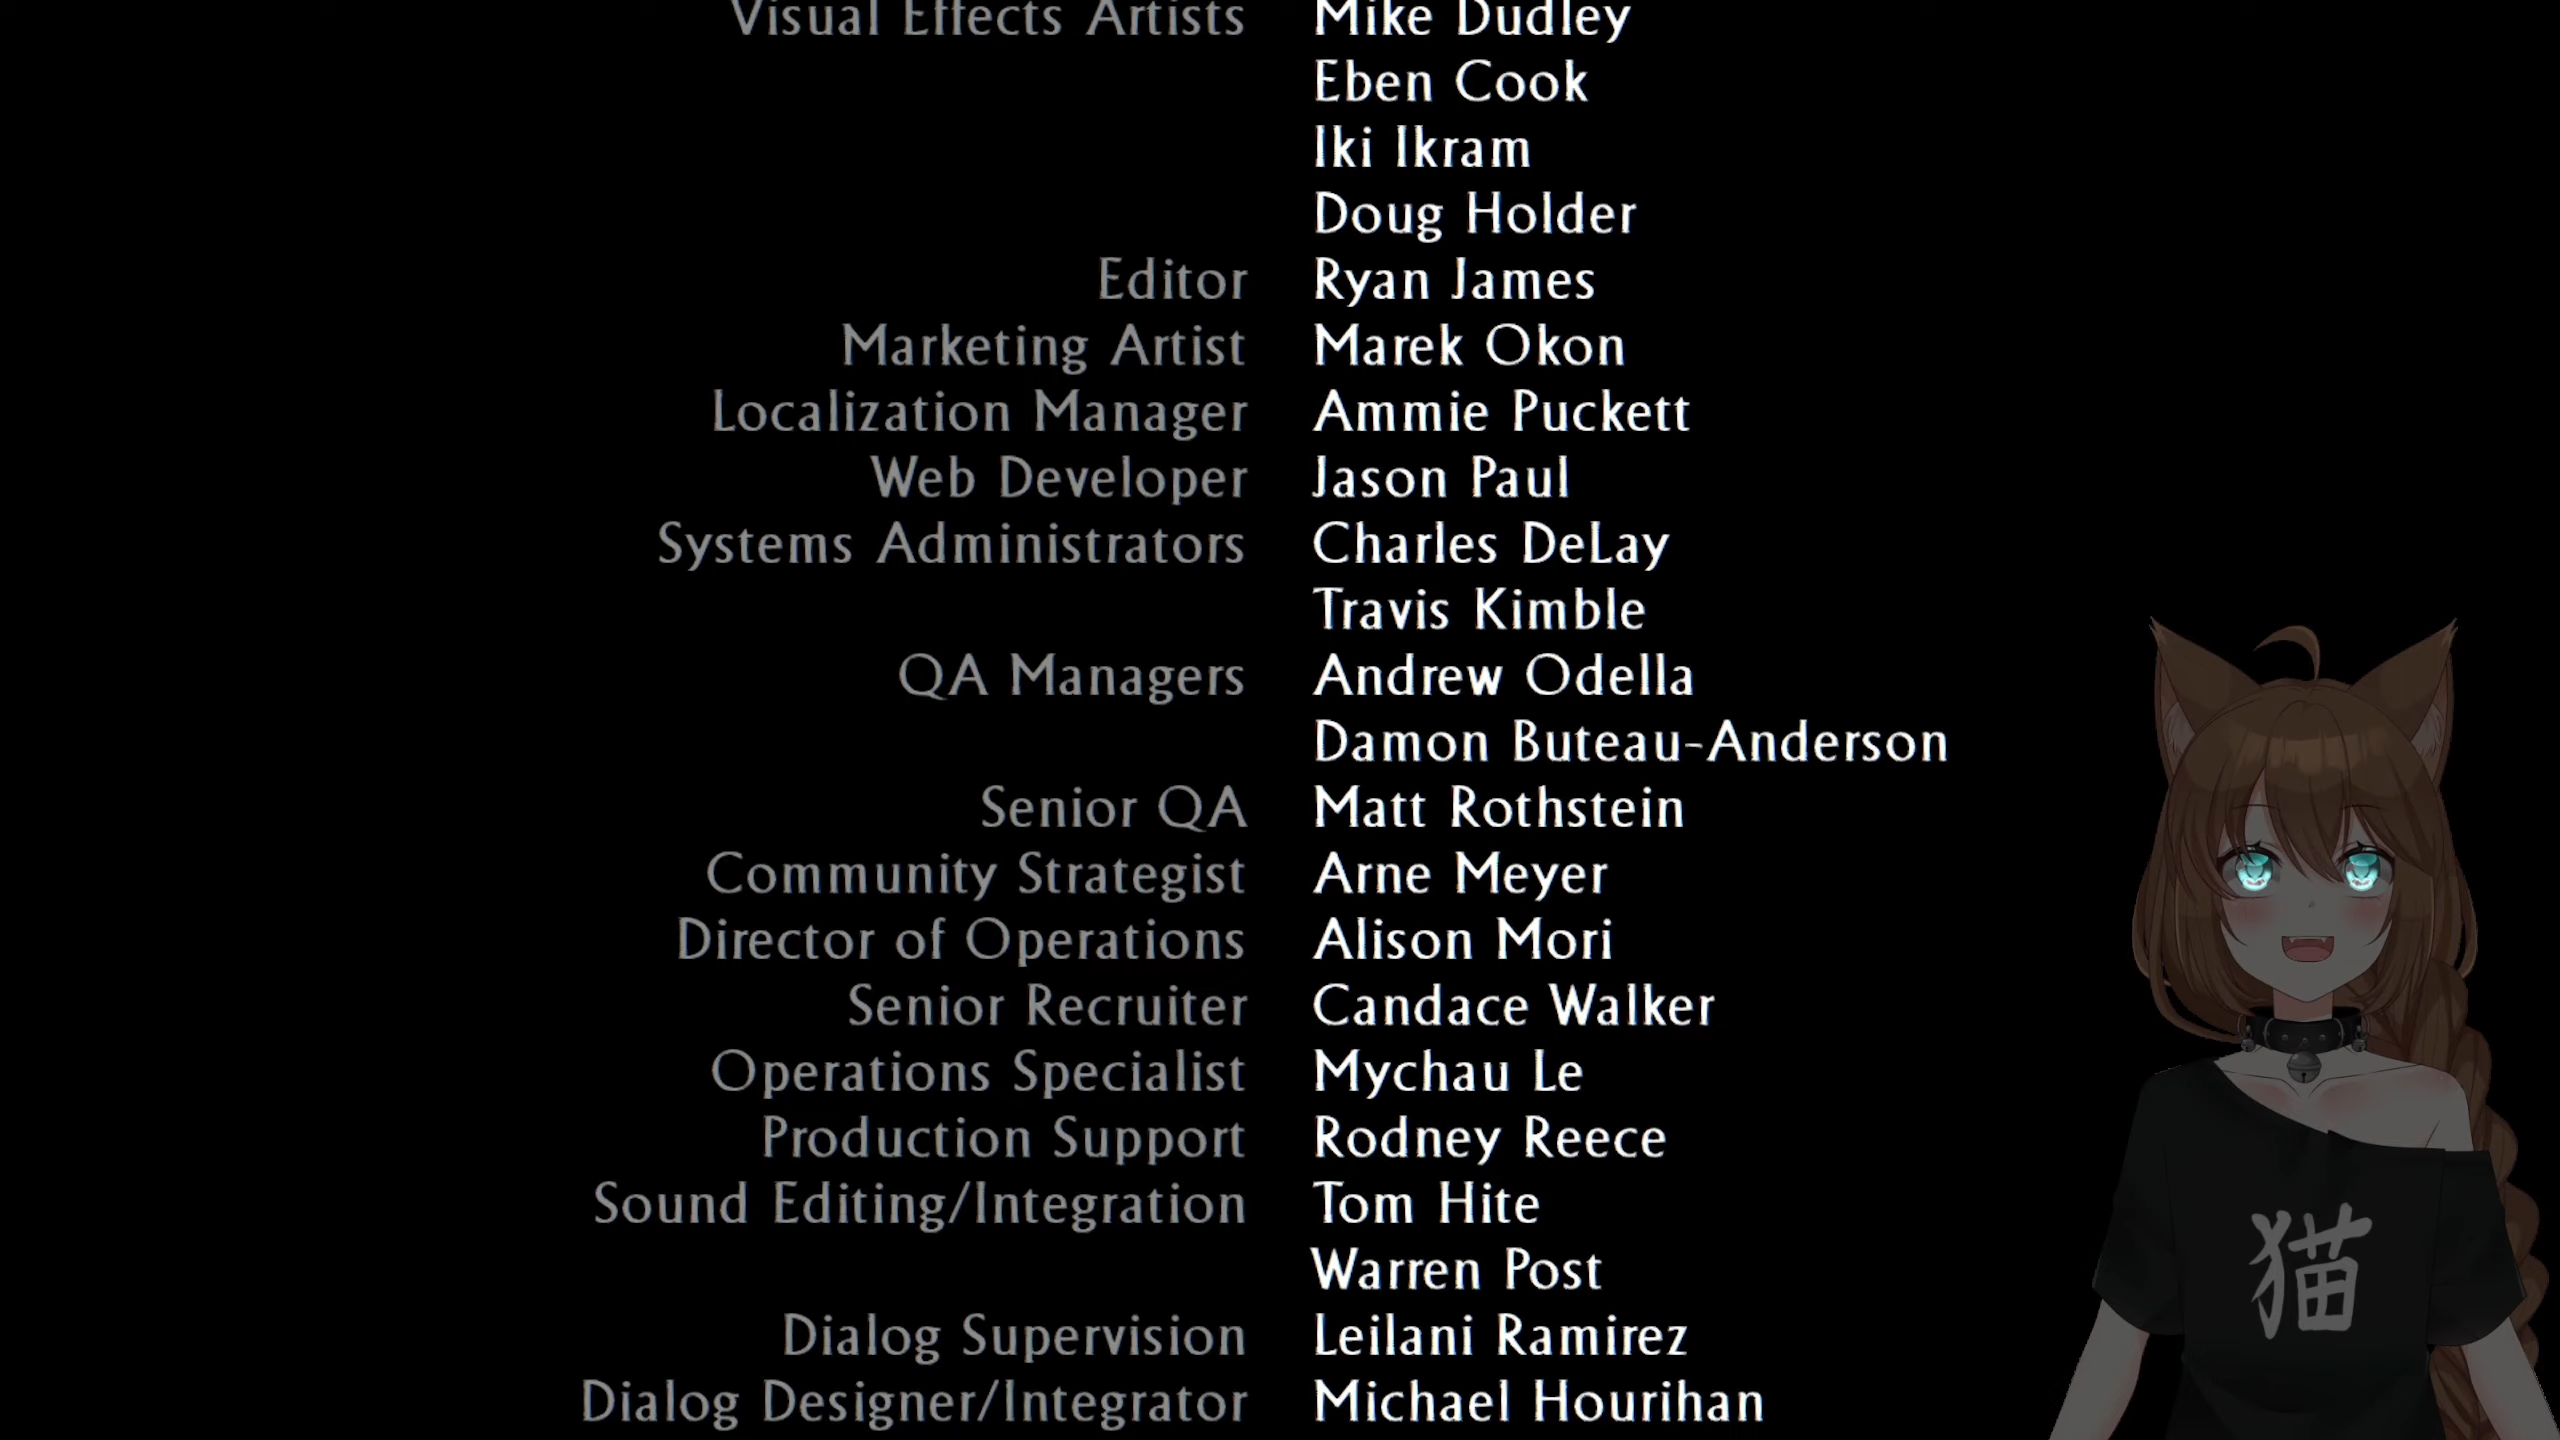 Visual Effects Artists Mike Dudley
Eben Cook
Iki Ikram
Doug Holder
Editor Ryan James
Marketing Artist Marek Okon
Localization Manager Ammie Puckett
Web Developer Jason Paul
Systems Administrators Charles DeLay
Travis Kimble
QA Managers Andrew Odella
Damon Buteau-Anderson
Senior QA Matt Rothstein
Community Strategist Arne Meyer
Director of Operations Alison Mori
Senior Recruiter Candace Walker
Operations Specialist Mychau Le
Production Support Rodney Reece
Sound Editing/Integration Tom Hite
Warren Post
Dialog Supervision Leilani Ramirez
Dialog Designer/Integrator Michael Hourihan
猫